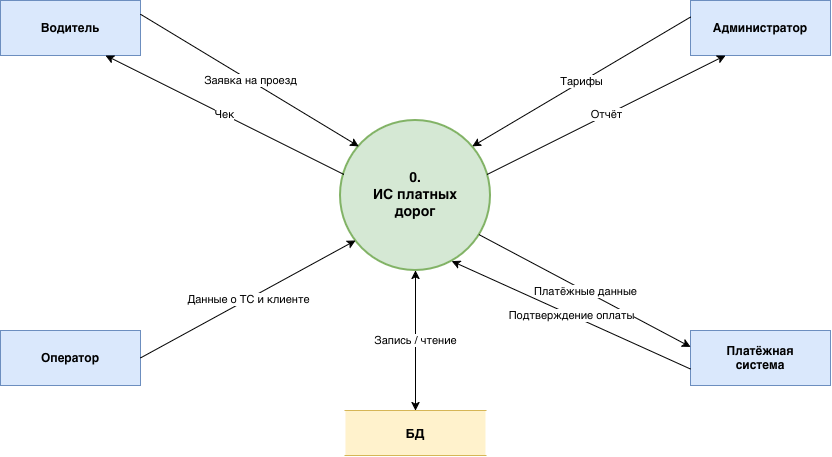 Водитель
Администратор
Заявка на проезд
Тарифы
Чек
Отчёт
0.
ИС платных
дорог
Данные о ТС и клиенте
Платёжные данные
Подтверждение оплаты
Запись / чтение
Оператор
Платёжная
система
БД